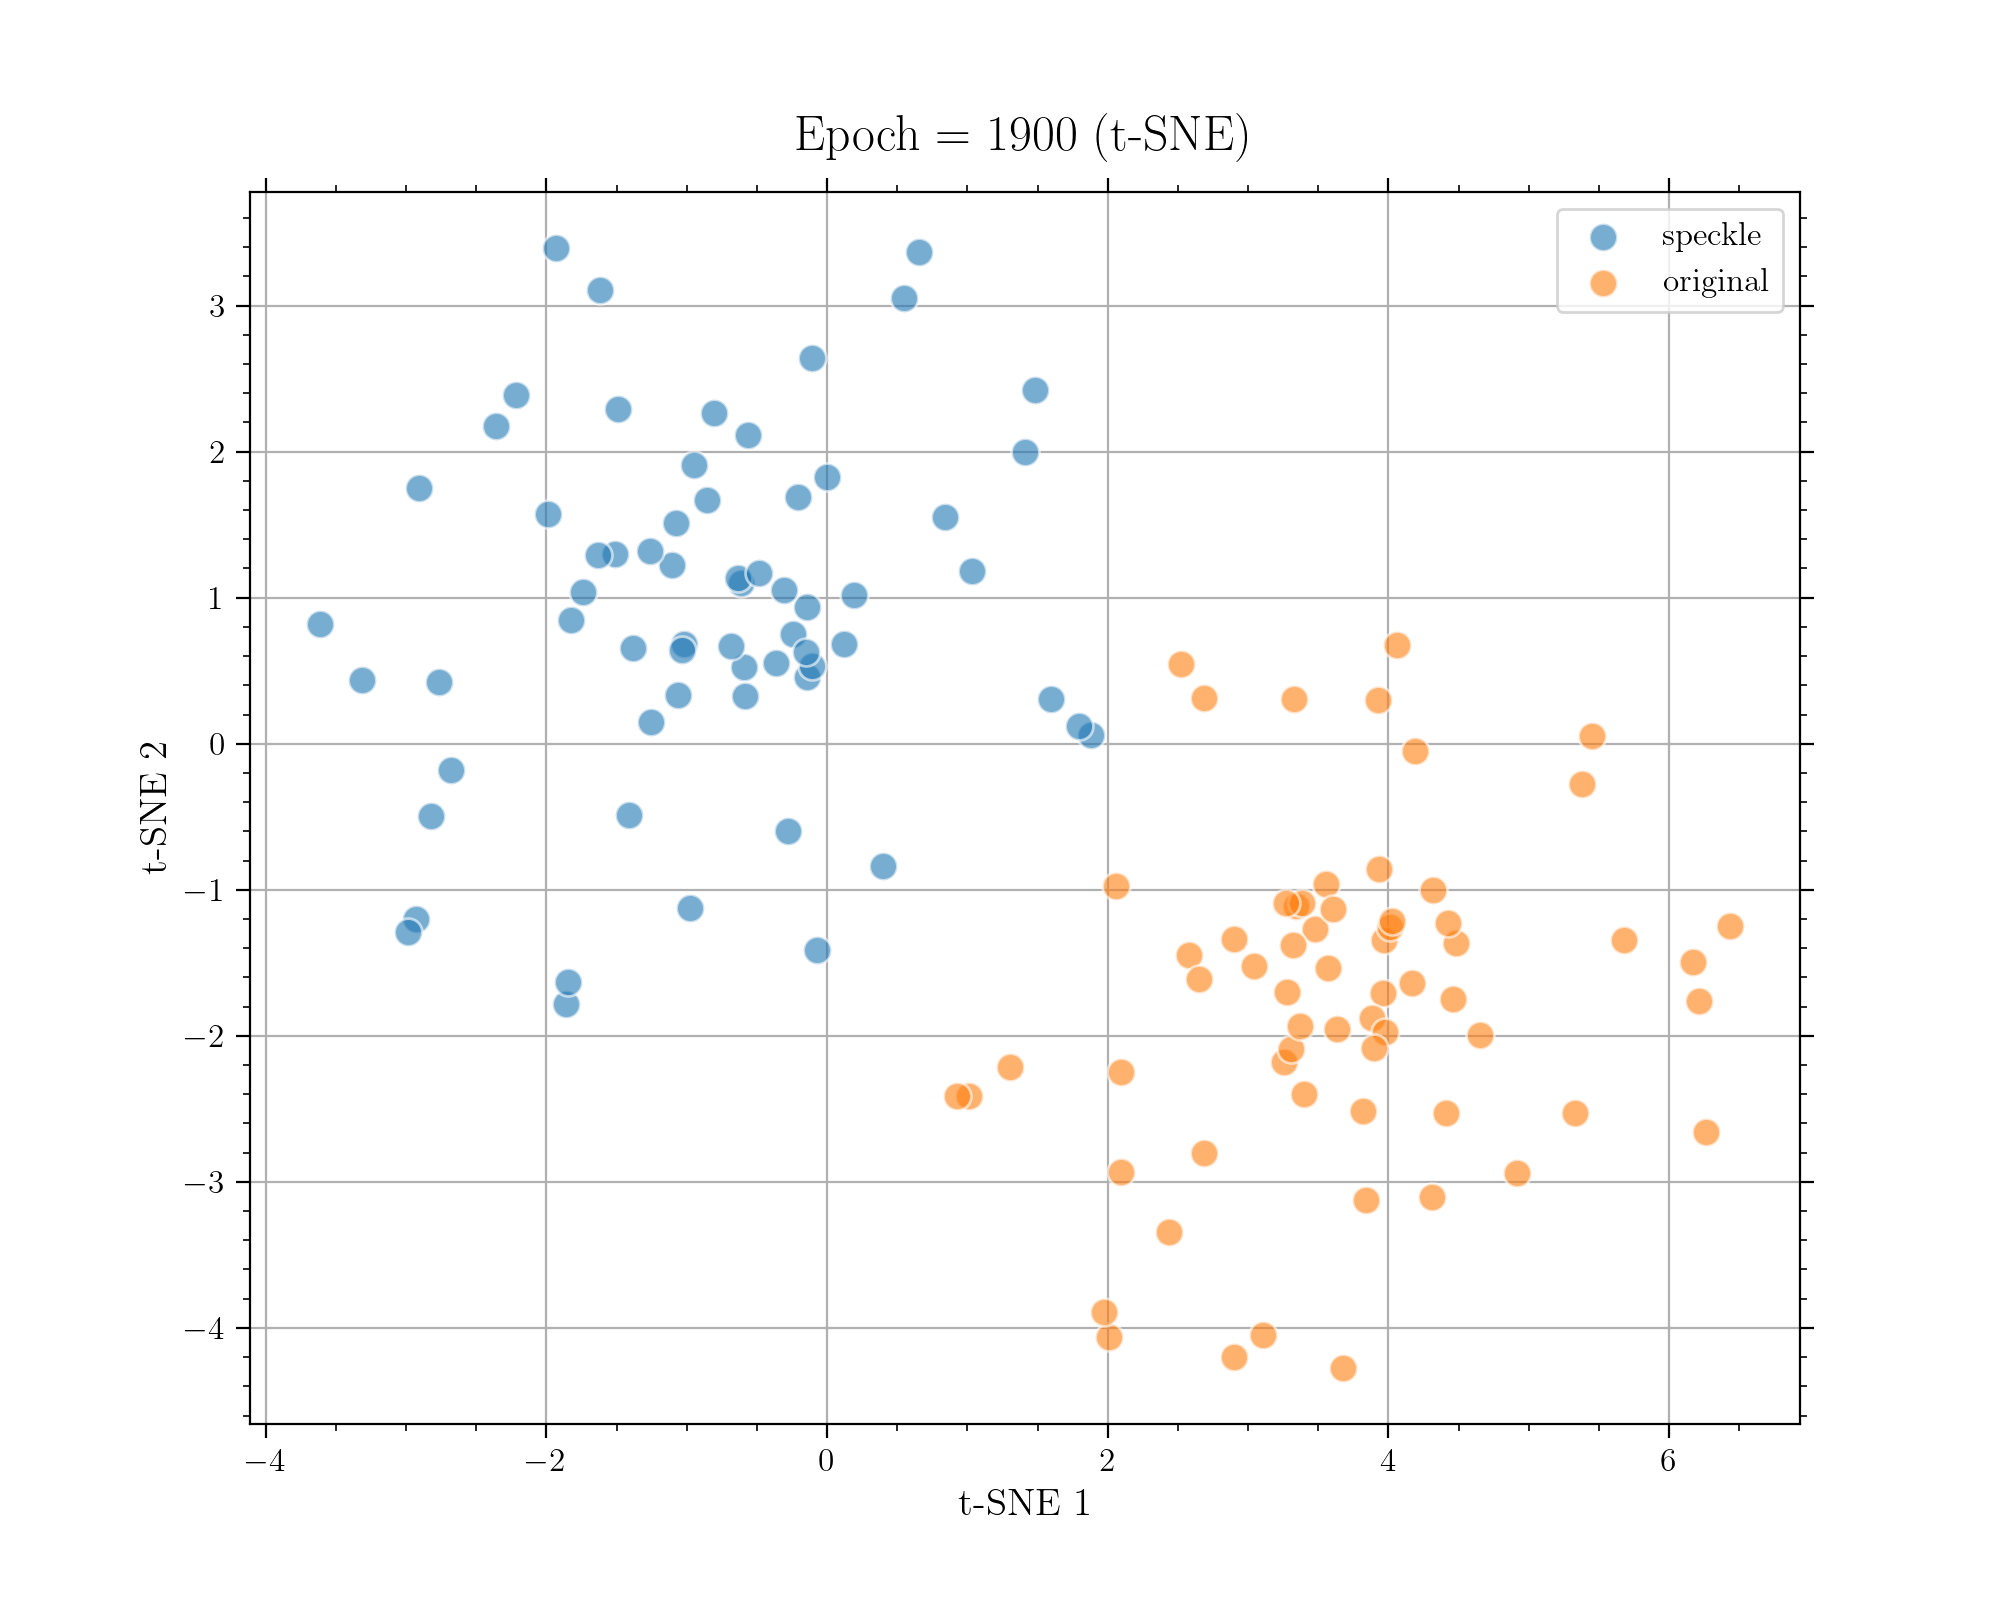 Epoch = 1900 (t-SNE)
speckle
original
3
2
1
0
−1
−2
−3
−4
t-SNE 2
−4 −2 0 2 4 6
t-SNE 1